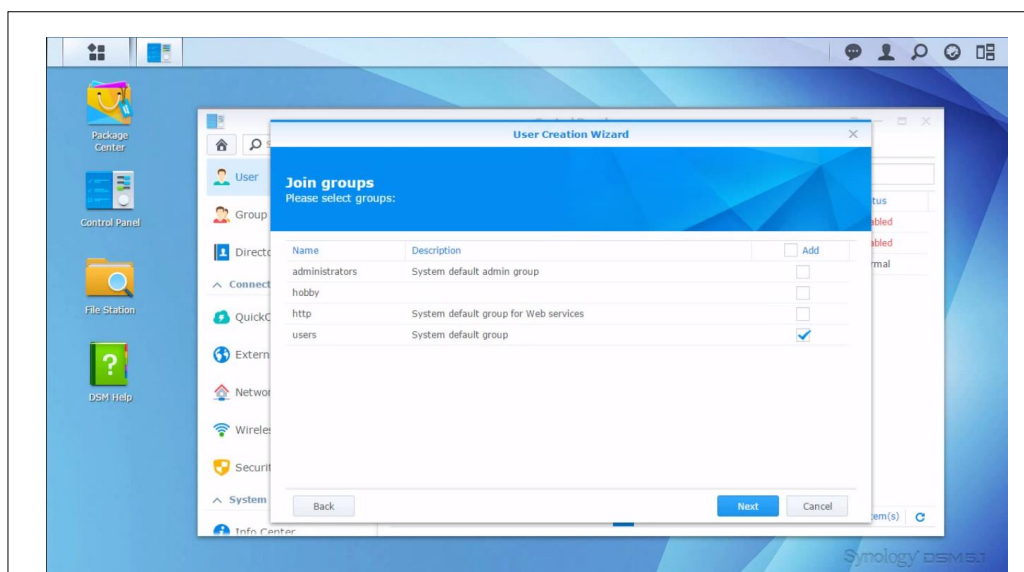 Package
Center
Control Panel
File Station
DSM Help
User
Group
Connect
Info Center
User Creation Wizard
Join groups
Please select groups:
Name Description Add
administrators System default admin group
hobby
http System default group for Web services
users System default group
Back Next Cancel
Synology DSM 5.1